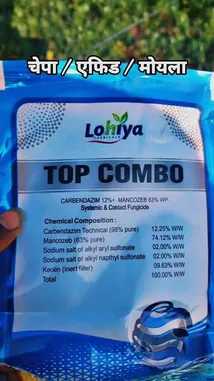 चेपा / एफिड / मोयला
Lohiya
TOP COMBO
CARBENDAZIM 12%+ MANCOZEB 63% WP
Systemic & Contact Fungicide
Chemical Composition :
Carbendazim Technical (98% pure) 12.25% W/W
Mancozeb (63% pure) 74.12% W/W
Sodium salt of alkyl aryl sulfonate 02.00% W/W
Sodium salt of alkyl napthyl sulfonate 02.00% W/W
Keolin (Inert filler) 09.63% W/W
Total 100.00% W/W